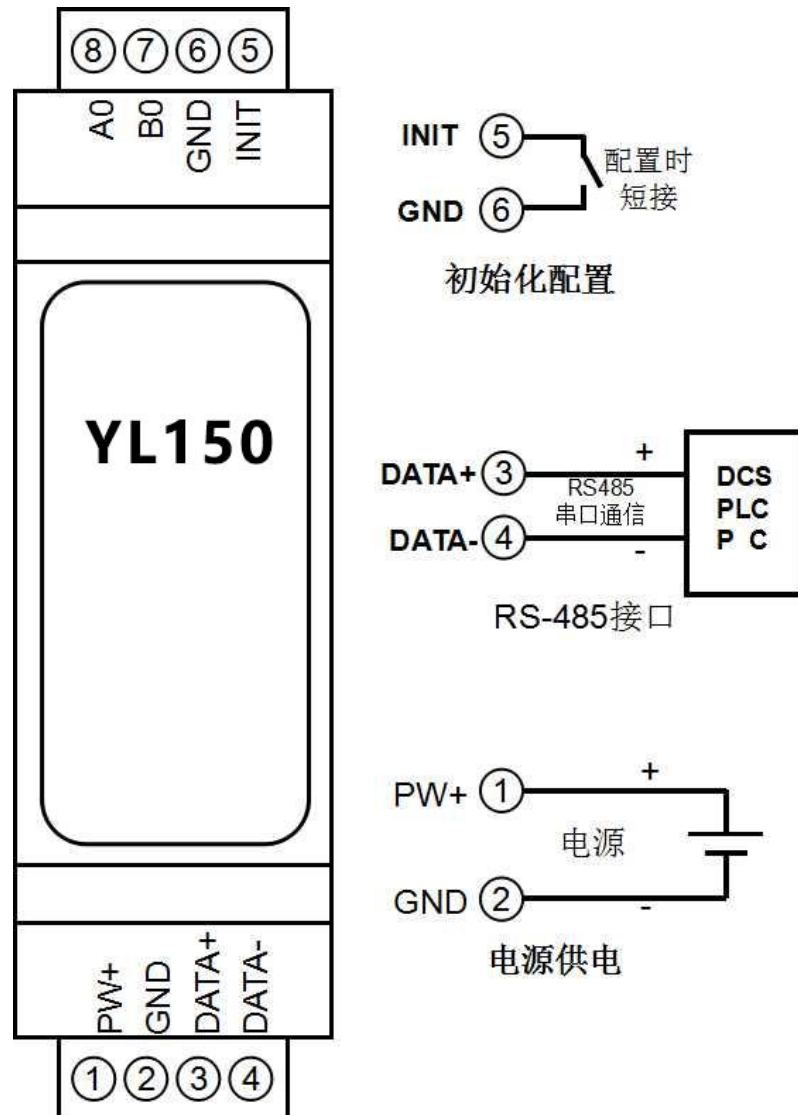 ⑧⑦⑥⑤
A0 B0 GND INIT
YL150
PW+ GND DATA+ DATA-
①②③④
INIT ⑤
配置时
短接
GND ⑥
初始化配置
DATA+ ③ +
RS485
串口通信
DATA- ④ -
DCS
PLC
P C
RS-485接口
PW+ ① +
电源
GND ② -
电源供电